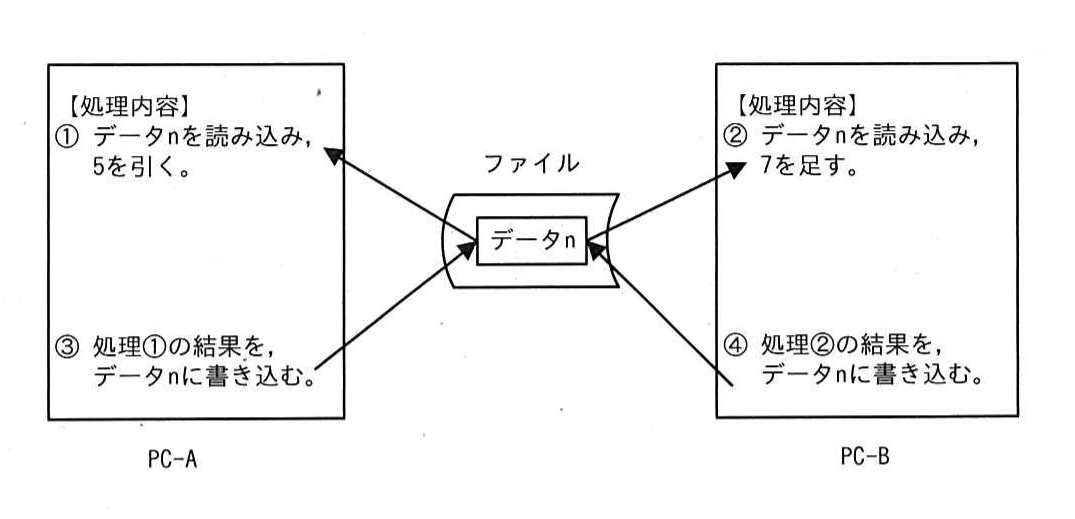 【処理内容】
① データnを読み込み，
5を引く。
③ 処理①の結果を，
データnに書き込む。
PC-A
ファイル
データn
【処理内容】
② データnを読み込み，
7を足す。
④ 処理②の結果を，
データnに書き込む。
PC-B